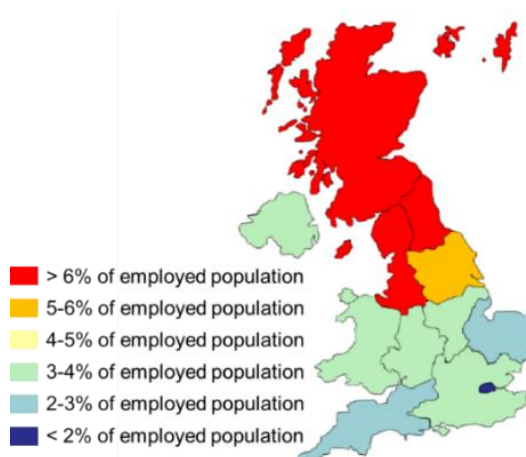 > 6% of employed population
5-6% of employed population
4-5% of employed population
3-4% of employed population
2-3% of employed population
< 2% of employed population